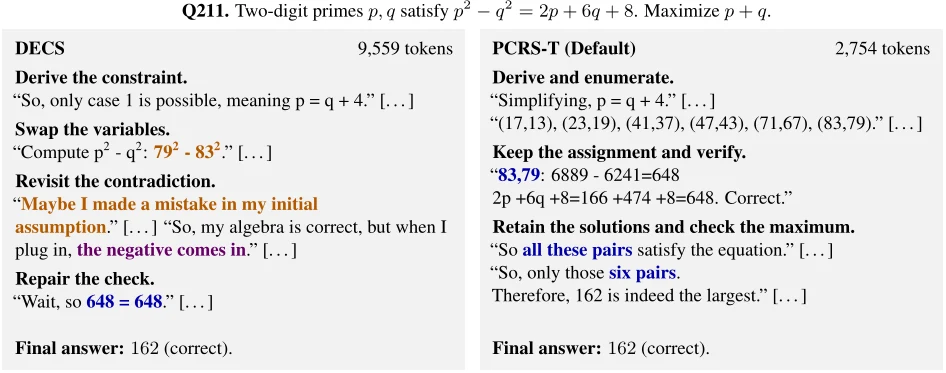 Q211. Two-digit primes p, q satisfy p² − q² = 2p + 6q + 8. Maximize p + q.
DECS 9,559 tokens
Derive the constraint.
“So, only case 1 is possible, meaning p = q + 4.” [. . . ]
Swap the variables.
“Compute p² - q²: 79² - 83².” [. . . ]
Revisit the contradiction.
“Maybe I made a mistake in my initial
assumption.” [. . . ] “So, my algebra is correct, but when I
plug in, the negative comes in.” [. . . ]
Repair the check.
“Wait, so 648 = 648.” [. . . ]
Final answer: 162 (correct).
PCRS-T (Default) 2,754 tokens
Derive and enumerate.
“Simplifying, p = q + 4.” [. . . ]
“(17,13), (23,19), (41,37), (47,43), (71,67), (83,79).” [. . . ]
Keep the assignment and verify.
“83,79: 6889 - 6241=648
2p +6q +8=166 +474 +8=648. Correct.”
Retain the solutions and check the maximum.
“So all these pairs satisfy the equation.” [. . . ]
“So, only those six pairs.
Therefore, 162 is indeed the largest.” [. . . ]
Final answer: 162 (correct).